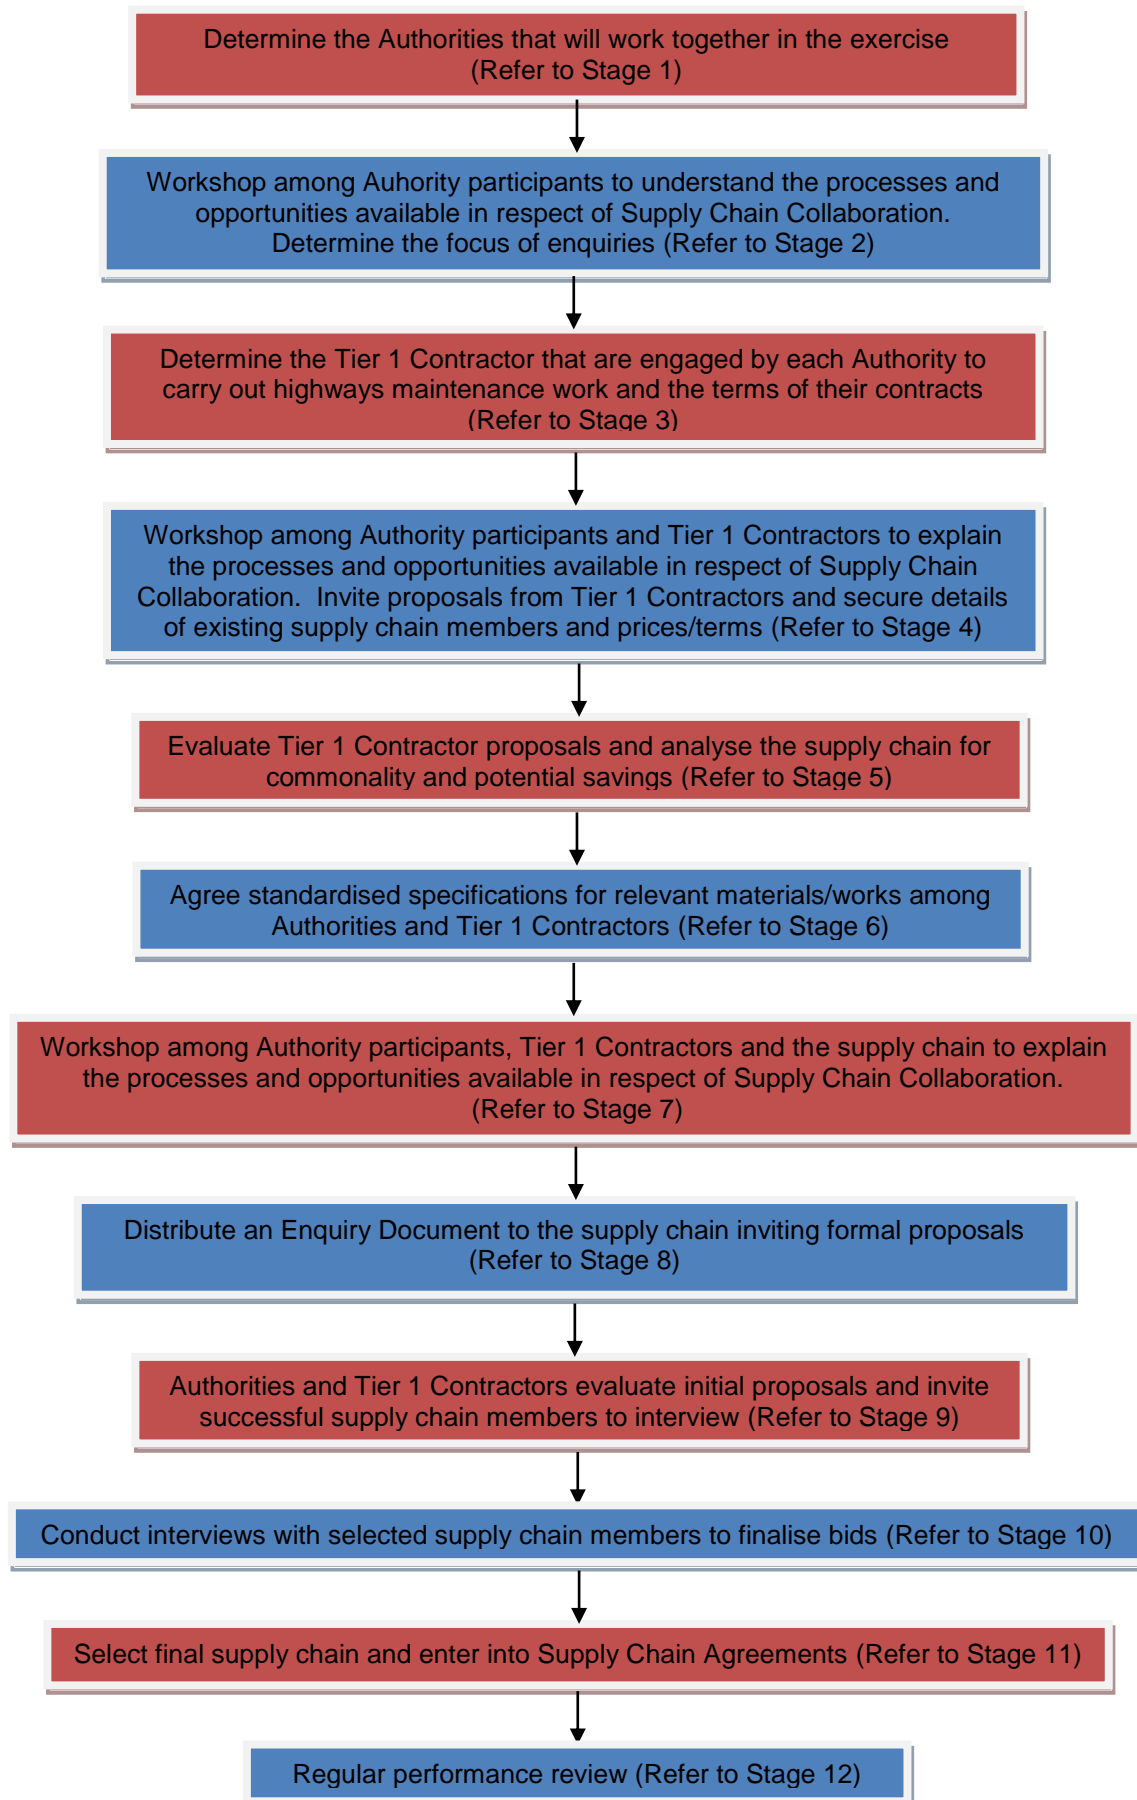 Determine the Authorities that will work together in the exercise
(Refer to Stage 1)
Workshop among Auhority participants to understand the processes and
opportunities available in respect of Supply Chain Collaboration.
Determine the focus of enquiries (Refer to Stage 2)
Determine the Tier 1 Contractor that are engaged by each Authority to
carry out highways maintenance work and the terms of their contracts
(Refer to Stage 3)
Workshop among Authority participants and Tier 1 Contractors to explain
the processes and opportunities available in respect of Supply Chain
Collaboration.  Invite proposals from Tier 1 Contractors and secure details
of existing supply chain members and prices/terms (Refer to Stage 4)
Evaluate Tier 1 Contractor proposals and analyse the supply chain for
commonality and potential savings (Refer to Stage 5)
Agree standardised specifications for relevant materials/works among
Authorities and Tier 1 Contractors (Refer to Stage 6)
Workshop among Authority participants, Tier 1 Contractors and the supply chain to explain
the processes and opportunities available in respect of Supply Chain Collaboration.
(Refer to Stage 7)
Distribute an Enquiry Document to the supply chain inviting formal proposals
(Refer to Stage 8)
Authorities and Tier 1 Contractors evaluate initial proposals and invite
successful supply chain members to interview (Refer to Stage 9)
Conduct interviews with selected supply chain members to finalise bids (Refer to Stage 10)
Select final supply chain and enter into Supply Chain Agreements (Refer to Stage 11)
Regular performance review (Refer to Stage 12)